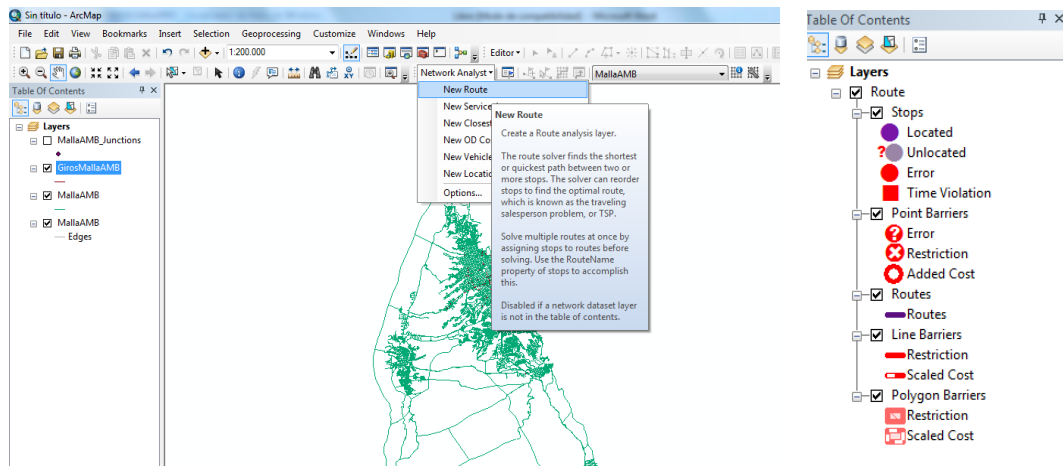 Sin título - ArcMap
File Edit View Bookmarks Insert Selection Geoprocessing Customize Windows Help
1:200.000
Editor
Network Analyst
MallaAMB
Table Of Contents
Layers
MallaAMB_Junctions
GirosMallaAMB
MallaAMB
MallaAMB
Edges
New Route
New Service
New Closest
New OD Co
New Vehicle
New Locatio
Options...
New Route
Create a Route analysis layer.
The route solver finds the shortest
or quickest path between two or
more stops. The solver can reorder
stops to find the optimal route,
which is known as the traveling
salesperson problem, or TSP.
Solve multiple routes at once by
assigning stops to routes before
solving. Use the RouteName
property of stops to accomplish
this.
Disabled if a network dataset layer
is not in the table of contents.
Table Of Contents
Layers
Route
Stops
Located
Unlocated
Error
Time Violation
Point Barriers
Error
Restriction
Added Cost
Routes
Routes
Line Barriers
Restriction
Scaled Cost
Polygon Barriers
Restriction
Scaled Cost